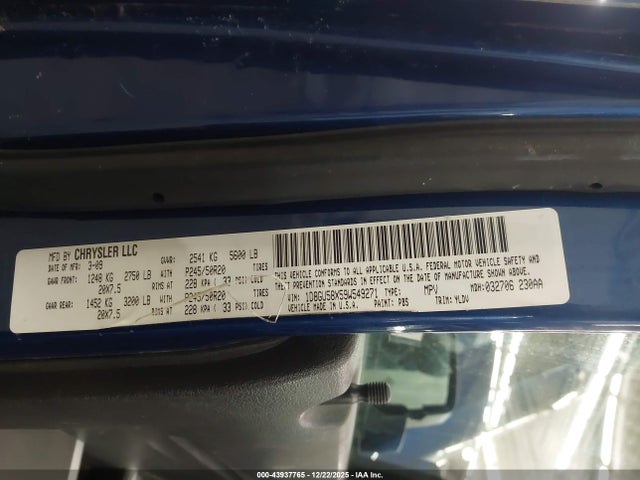 MFD BY CHRYSLER LLC
DATE OF MFR: 3-09 GVWR: 2541 KG 5600 LB
GAWR FRONT: 1248 KG 2750 LB WITH P245/50R20 TIRES
20X7.5 RIMS AT 228 KPA ( 33 PSI) COLD
GAWR REAR: 1452 KG 3200 LB WITH P245/50R20 TIRES
20X7.5 RIMS AT 228 KPA ( 33 PSI) COLD
THIS VEHICLE CONFORMS TO ALL APPLICABLE U.S.A. FEDERAL MOTOR VEHICLE SAFETY AND
THEFT PREVENTION STANDARDS IN EFFECT ON THE DATE OF MANUFACTURE SHOWN ABOVE.
VIN: 1D8GU58K59W549271 TYPE: MPV MDH: 032706 230AA
VEHICLE MADE IN U.S.A. PAINT: PBS TRIM: YLDV
000-43937765 - 12/22/2025 - IAA Inc.